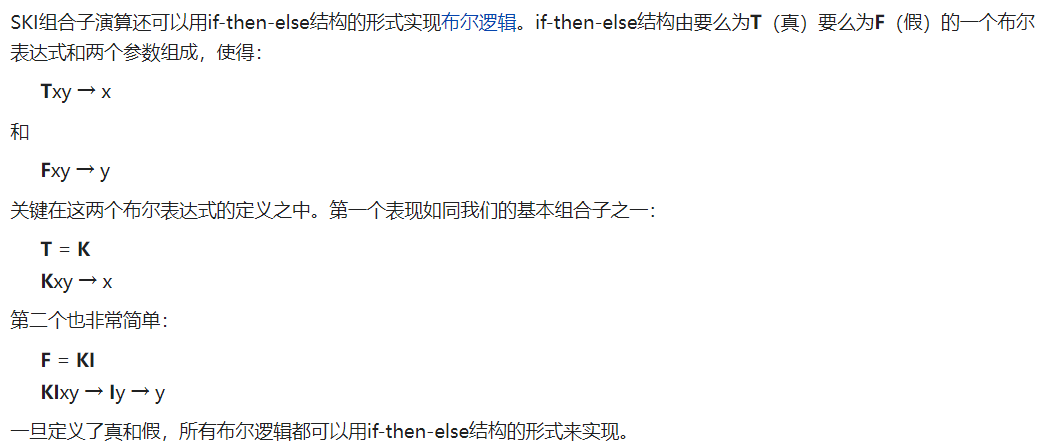 SKI组合子演算还可以用if-then-else结构的形式实现布尔逻辑。if-then-else结构由要么为T（真）要么为F（假）的一个布尔
表达式和两个参数组成，使得：
Txy → x
和
Fxy → y
关键在这两个布尔表达式的定义之中。第一个表现如同我们的基本组合子之一：
T = K
Kxy → x
第二个也非常简单：
F = KI
KIxy → Iy → y
一旦定义了真和假，所有布尔逻辑都可以用if-then-else结构的形式来实现。